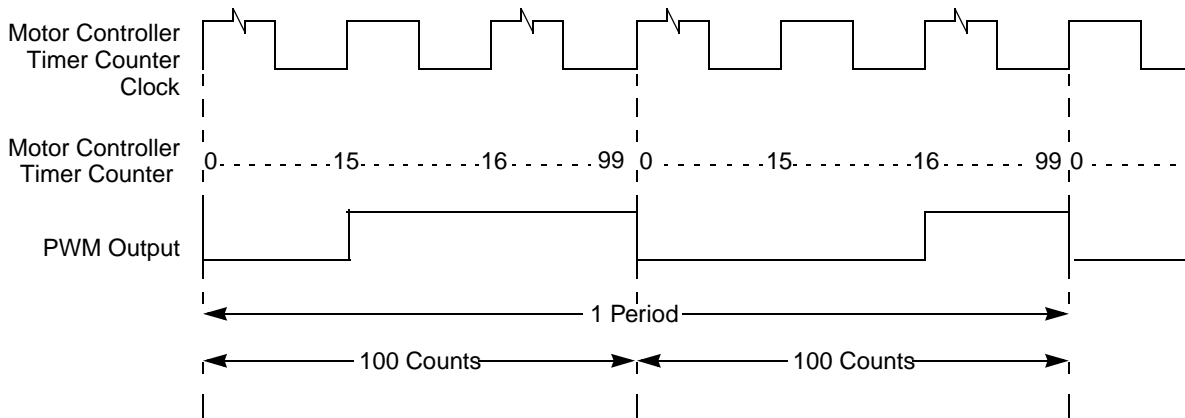 Motor Controller
Timer Counter
Clock
Motor Controller
Timer Counter
0 15 16 99 0 15 16 99 0
PWM Output
1 Period
100 Counts 100 Counts